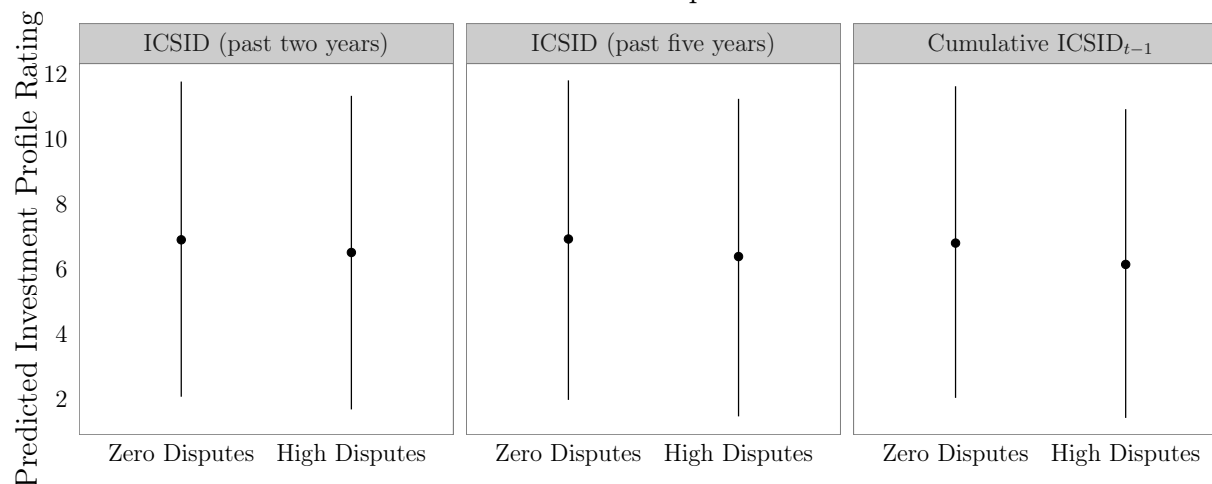 ICSID (past two years)
ICSID (past five years)
Cumulative ICSID_{t−1}
Predicted Investment Profile Rating
12
10
8
6
4
2
Zero Disputes
High Disputes
Zero Disputes
High Disputes
Zero Disputes
High Disputes